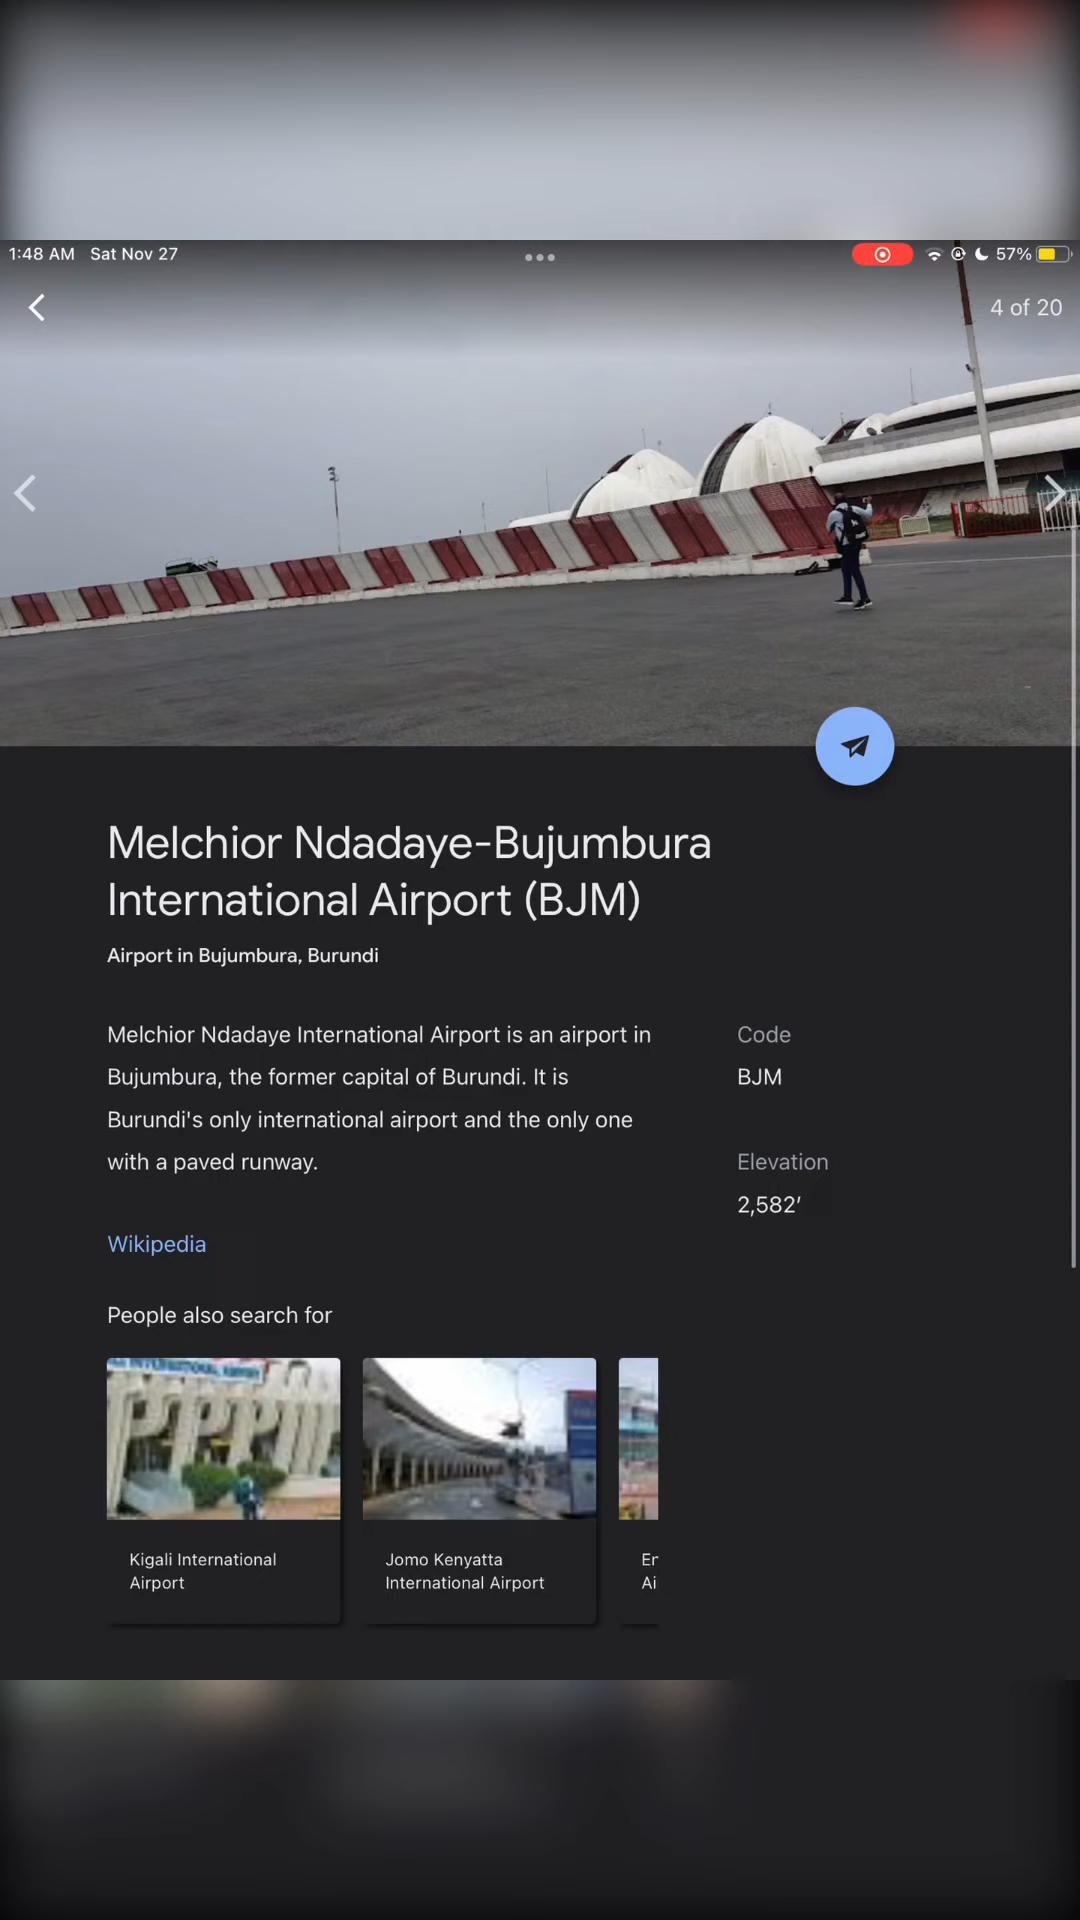 1:48 AM Sat Nov 27
57%
4 of 20
Melchior Ndadaye-Bujumbura
International Airport (BJM)
Airport in Bujumbura, Burundi
Melchior Ndadaye International Airport is an airport in
Bujumbura, the former capital of Burundi. It is
Burundi's only international airport and the only one
with a paved runway.
Code
BJM
Elevation
2,582′
Wikipedia
People also search for
Kigali International
Airport
Jomo Kenyatta
International Airport
En
Ai